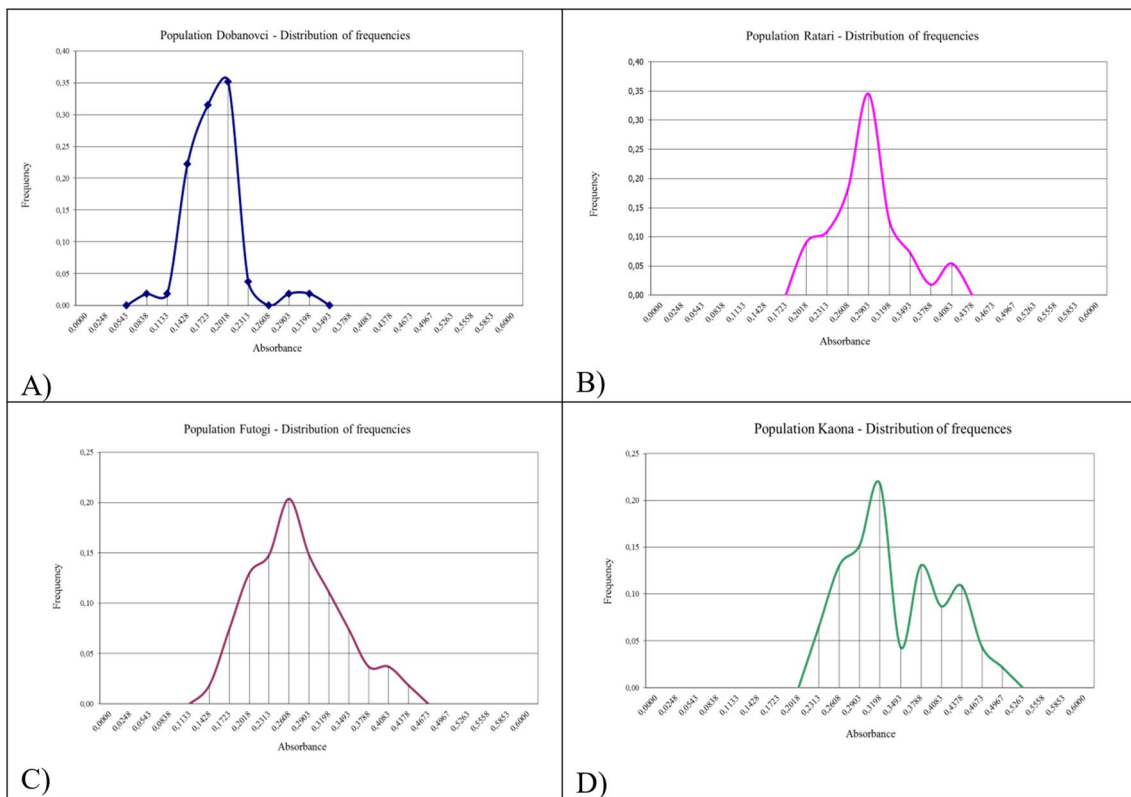 Population Dobanovci - Distribution of frequencies
0,40
0,35
0,30
0,25
0,20
0,15
0,10
0,05
0,00
Frequency
0,0000 0,0248 0,0543 0,0838 0,1133 0,1428 0,1723 0,2018 0,2313 0,2608 0,2903 0,3198 0,3493 0,3788 0,4083 0,4378 0,4673 0,4967 0,5263 0,5558 0,5853 0,6000
Absorbance
A)
Population Ratari - Distribution of frequencies
0,40
0,35
0,30
0,25
0,20
0,15
0,10
0,05
0,00
Frequency
0,0000 0,0248 0,0543 0,0838 0,1133 0,1428 0,1723 0,2018 0,2313 0,2608 0,2903 0,3198 0,3493 0,3788 0,4083 0,4378 0,4673 0,4967 0,5263 0,5558 0,5853 0,6000
Absorbance
B)
Population Futogi - Distribution of frequencies
0,25
0,20
0,15
0,10
0,05
0,00
Frequency
0,0000 0,0248 0,0543 0,0838 0,1133 0,1428 0,1723 0,2018 0,2313 0,2608 0,2903 0,3198 0,3493 0,3788 0,4083 0,4378 0,4673 0,4967 0,5263 0,5558 0,5853 0,6000
Absorbance
C)
Population Kaona - Distribution of frequences
0,25
0,20
0,15
0,10
0,05
0,00
Frequency
0,0000 0,0248 0,0543 0,0838 0,1133 0,1428 0,1723 0,2018 0,2313 0,2608 0,2903 0,3198 0,3493 0,3788 0,4083 0,4378 0,4673 0,4967 0,5263 0,5558 0,5853 0,6000
Absorbance
D)